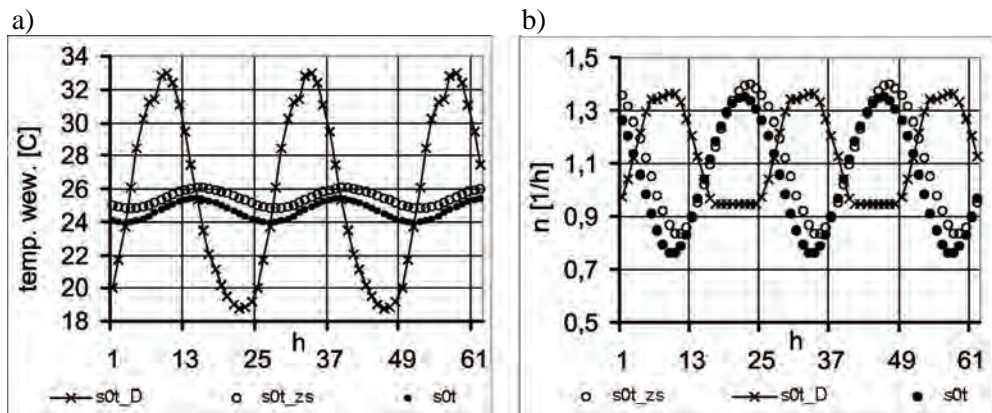 a)
34
32
30
28
26
24
22
20
18
temp. wew. [C]
1 13 25 37 49 61
h
s0t_D s0t_zs s0t
b)
1,5
1,3
1,1
0,9
0,7
0,5
n [1/h]
1 13 25 37 49 61
h
s0t_zs s0t_D s0t